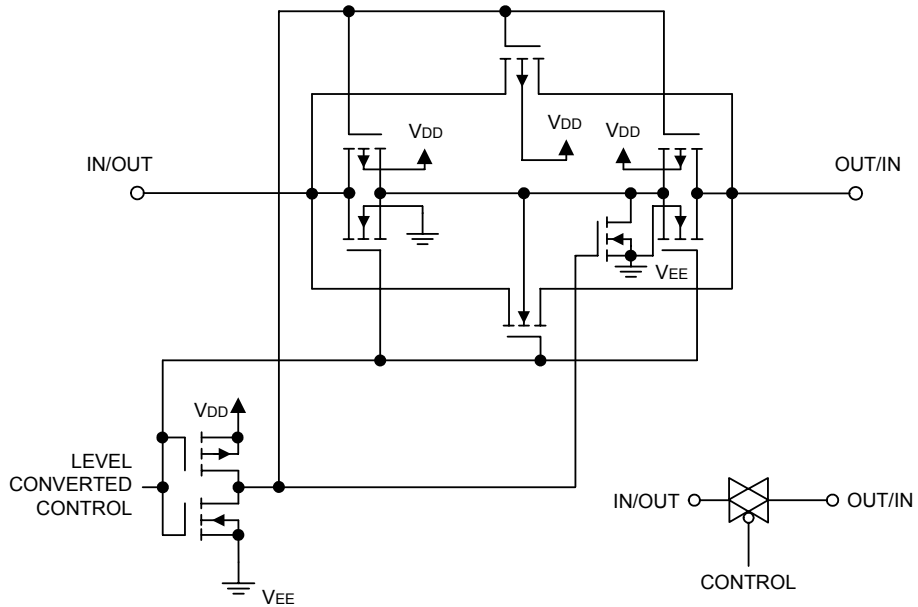 VDD
VDD
VDD
IN/OUT
OUT/IN
VEE
VDD
LEVEL
CONVERTED
CONTROL
IN/OUT
OUT/IN
VEE
CONTROL